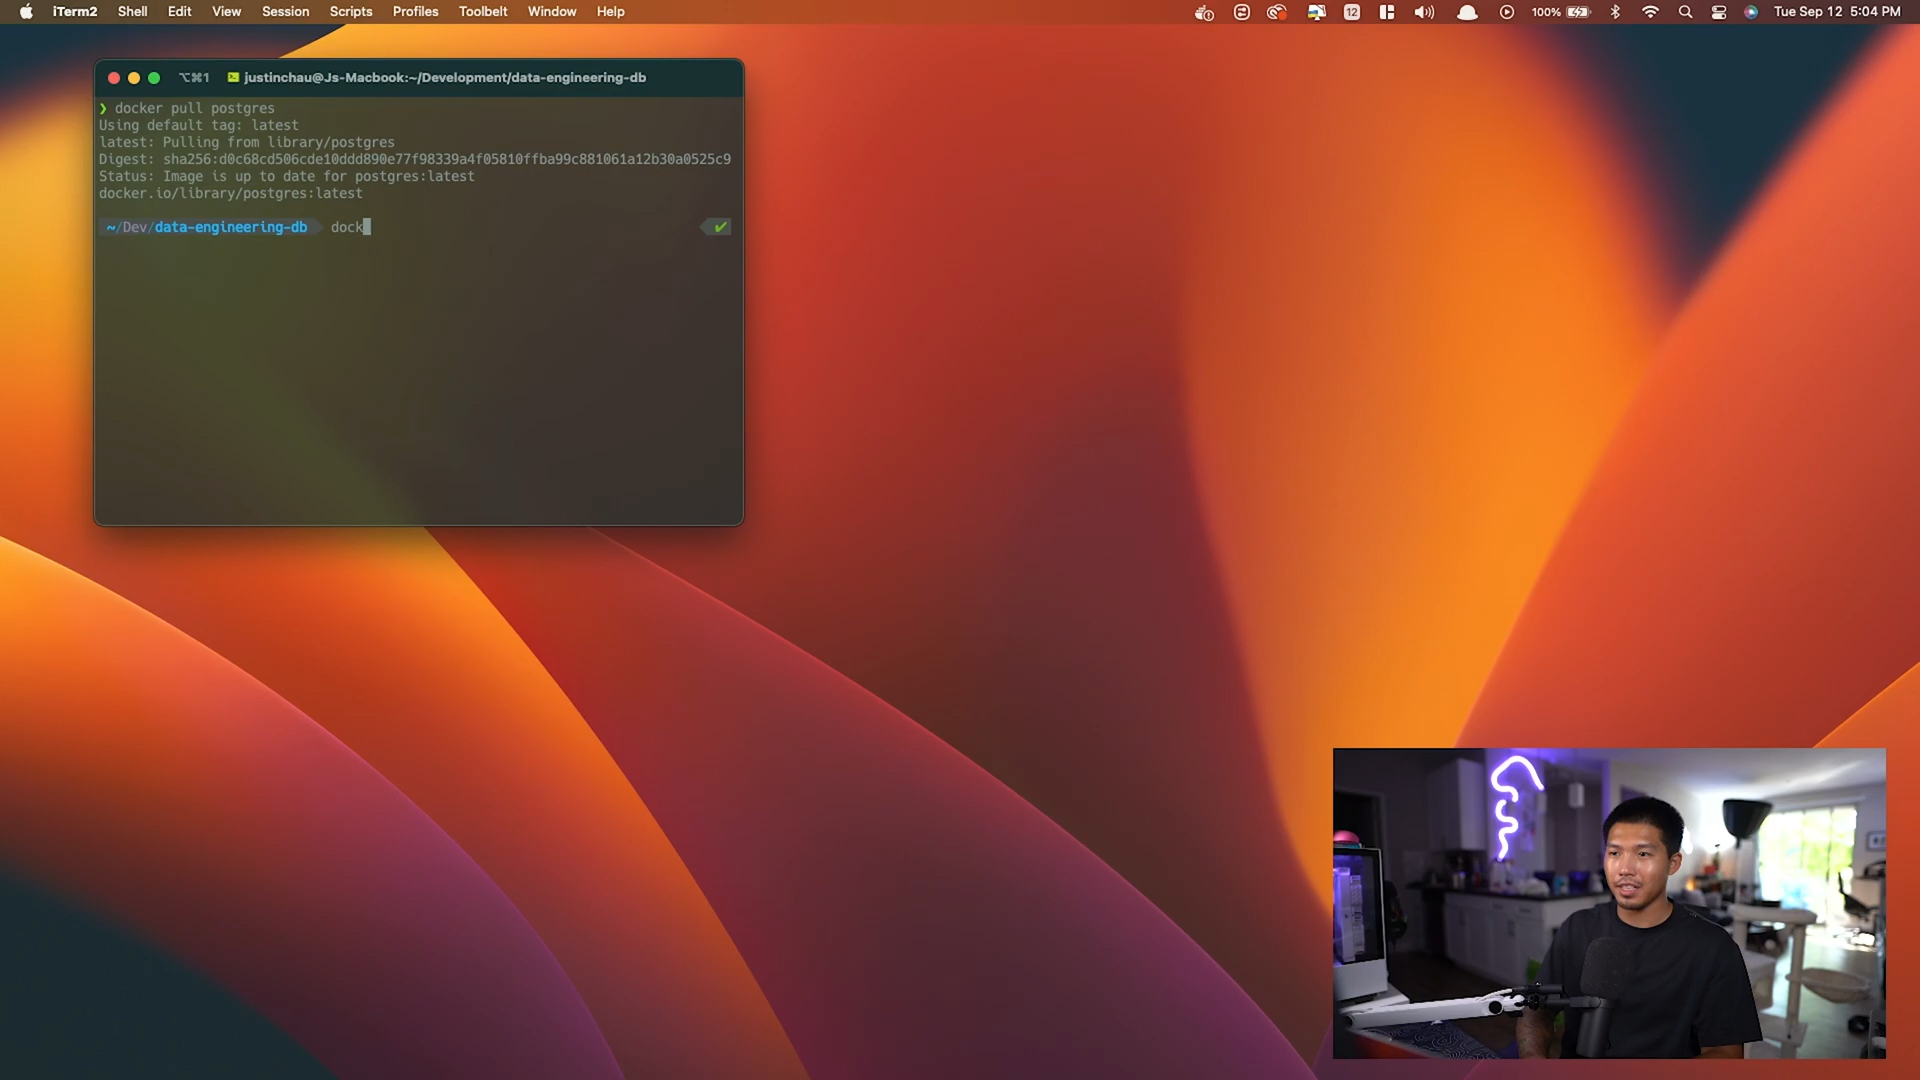 iTerm2 Shell Edit View Session Scripts Profiles Toolbelt Window Help 12 100% Tue Sep 12 5:04 PM
⌥⌘1 justinchau@Js-Macbook:~/Development/data-engineering-db
❯ docker pull postgres
Using default tag: latest
latest: Pulling from library/postgres
Digest: sha256:d0c68cd506cde10ddd890e77f98339a4f05810ffba99c881061a12b30a0525c9
Status: Image is up to date for postgres:latest
docker.io/library/postgres:latest
~/Dev/data-engineering-db dock ✔